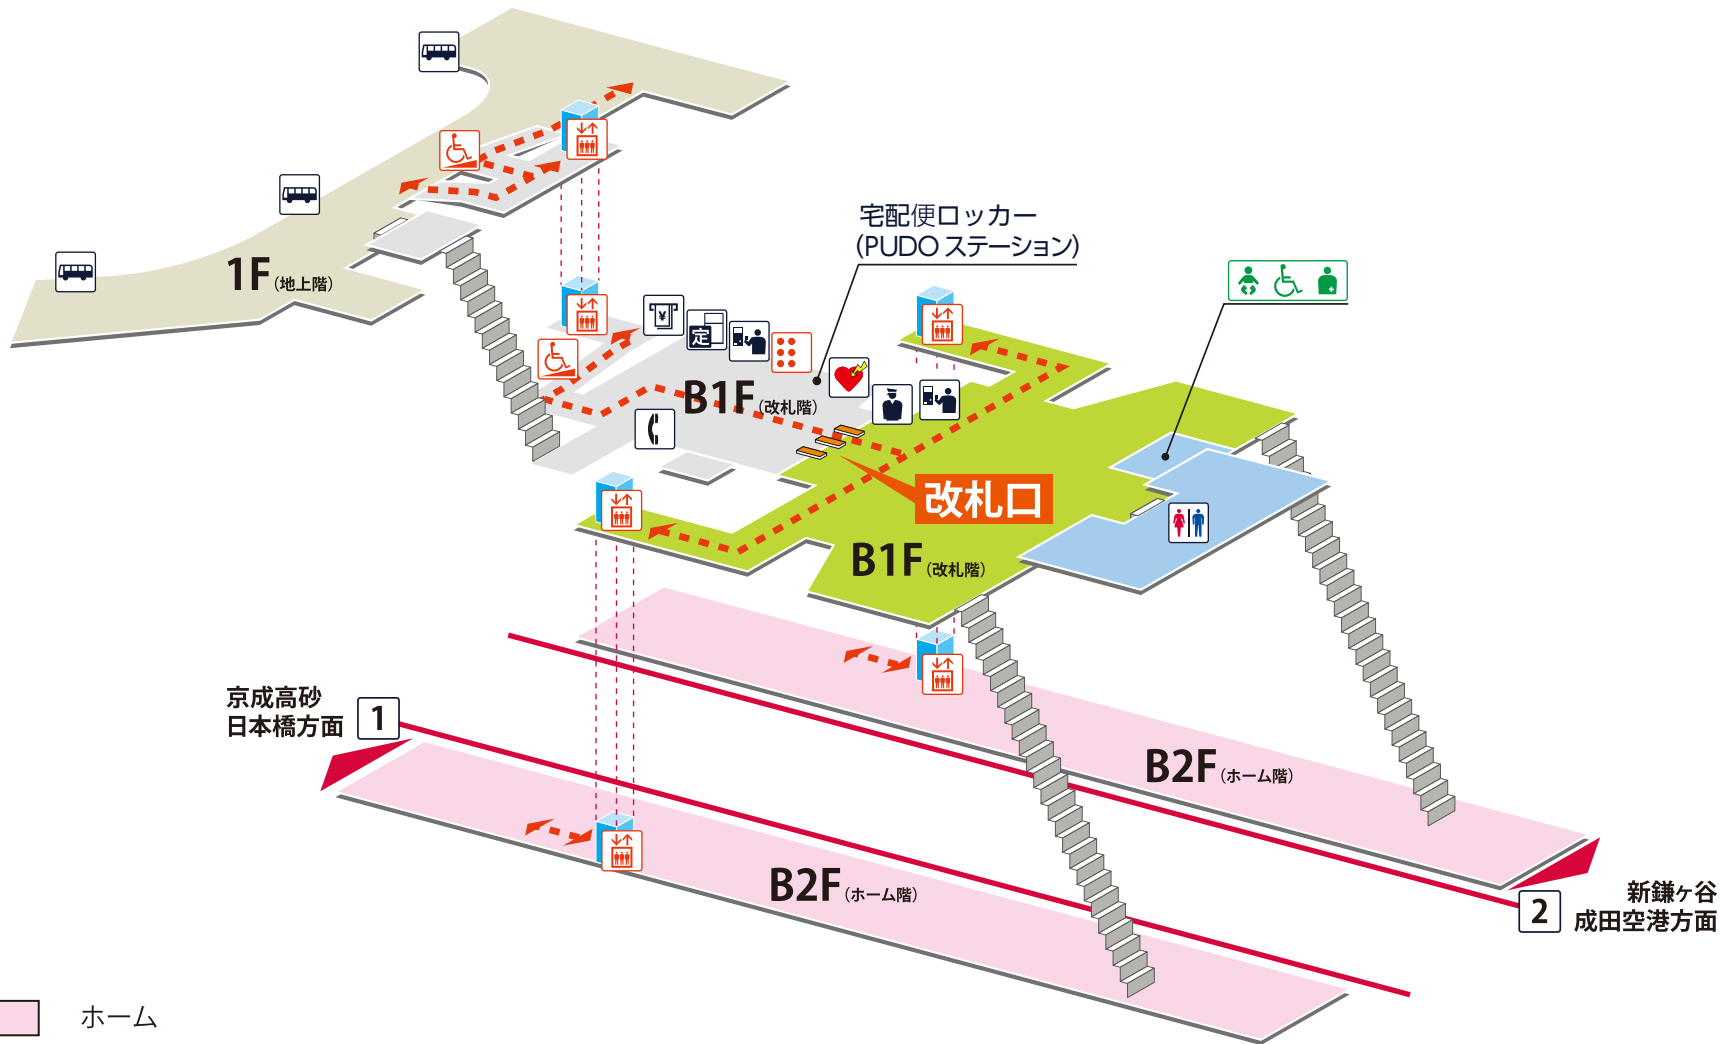 1F(地上階)
宅配便ロッカー
(PUDO ステーション)
¥
定
B1F(改札階)
改札口
B1F(改札階)
京成高砂
日本橋方面
1
B2F(ホーム階)
B2F(ホーム階)
2
新鎌ヶ谷
成田空港方面
ホーム